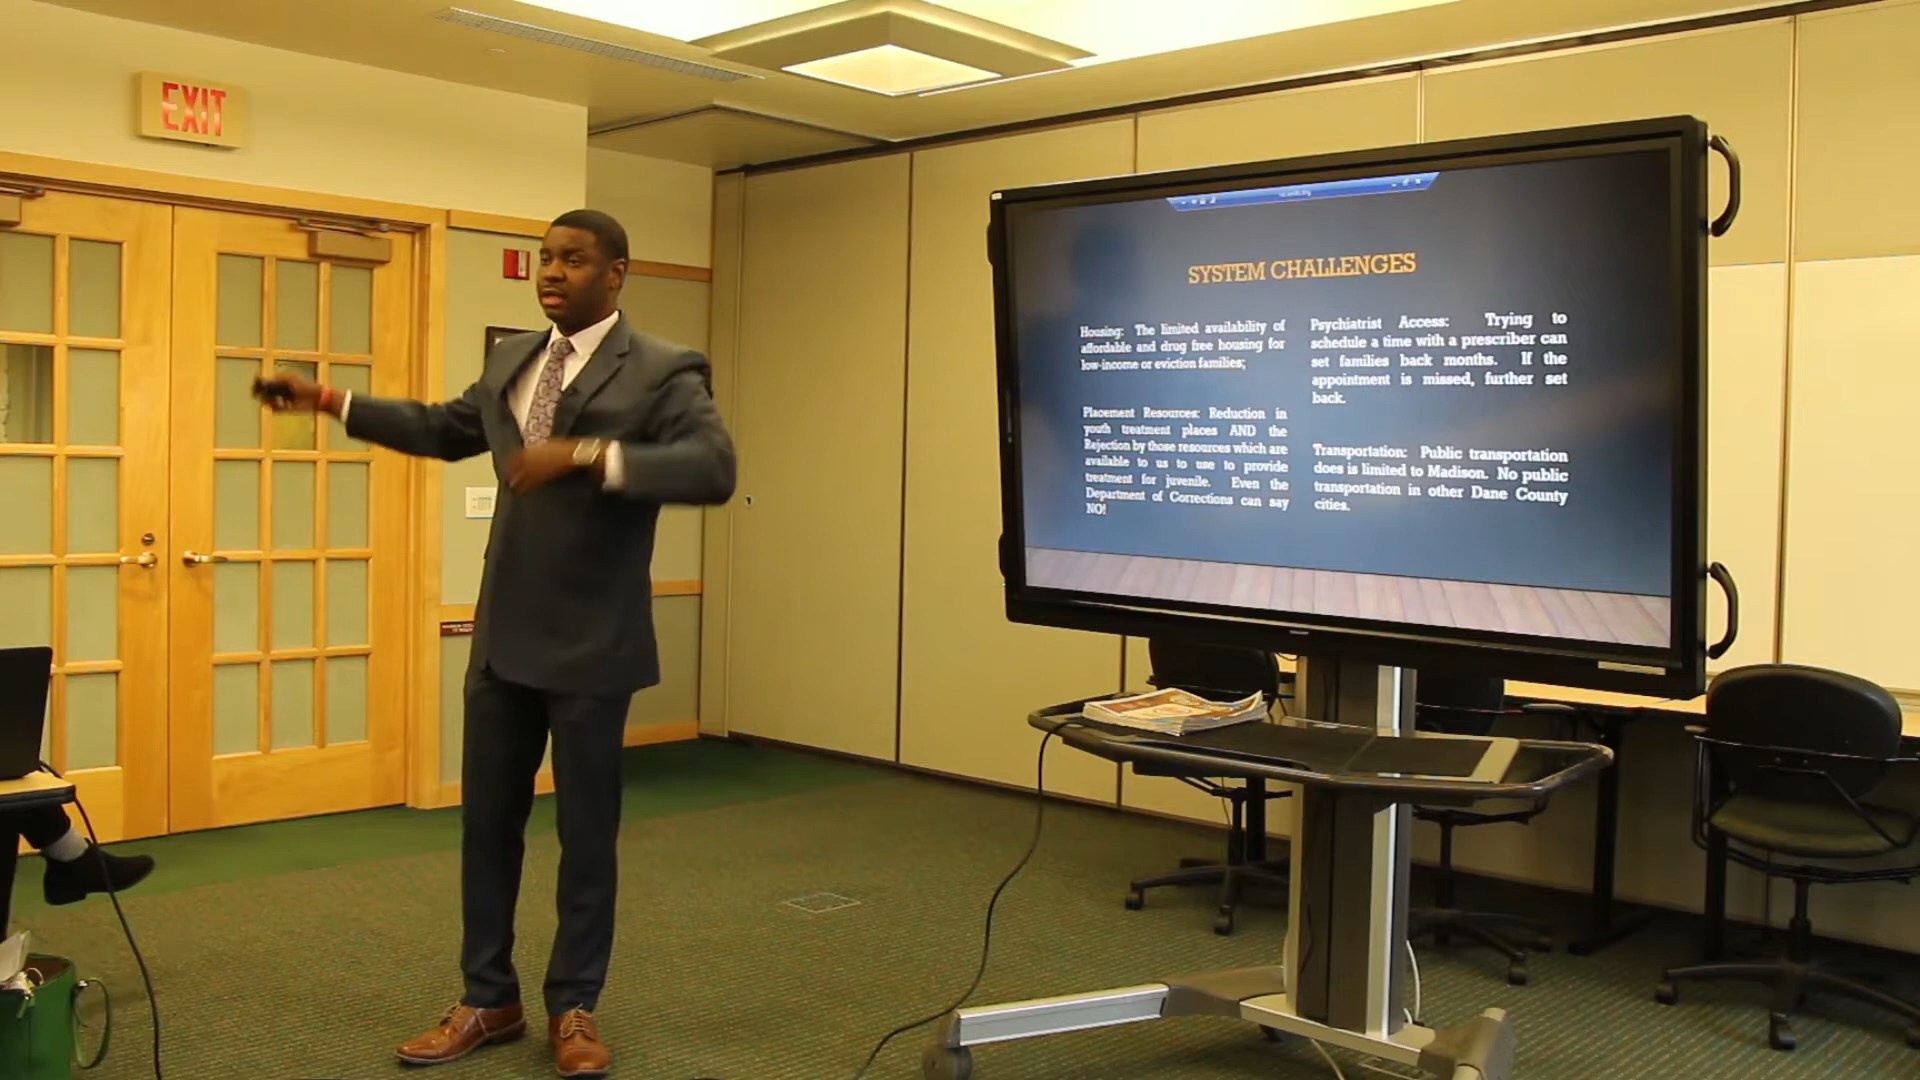 EXIT
SYSTEM CHALLENGES
Housing: The limited availability of
affordable and drug free housing for
low-income or eviction families;
Placement Resources: Reduction in
youth treatment places AND the
Rejection by those resources which are
available to us to use to provide
treatment for juvenile. Even the
Department of Corrections can say
NO!
Psychiatrist Access: Trying to
schedule a time with a prescriber can
set families back months. If the
appointment is missed, further set
back.
Transportation: Public transportation
does is limited to Madison. No public
transportation in other Dane County
cities.